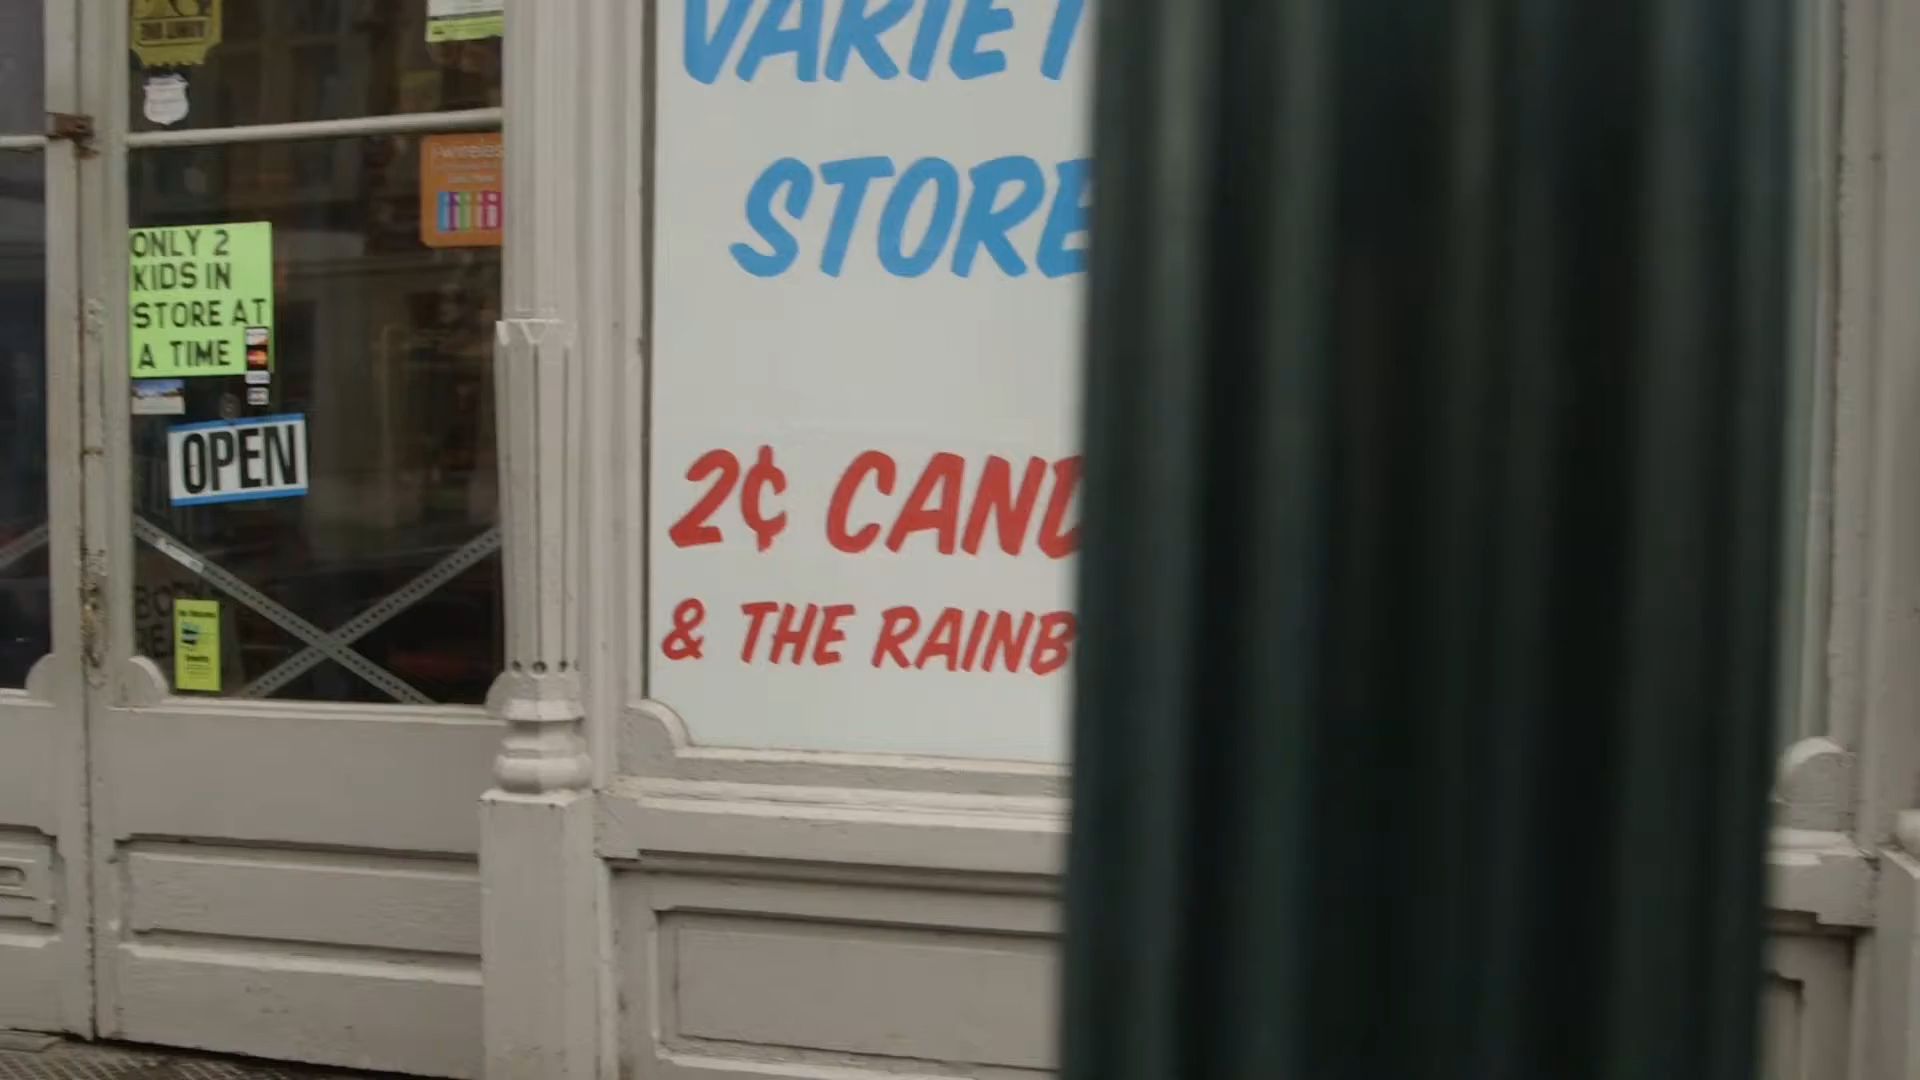 ONLY 2
KIDS IN
STORE AT
A TIME
OPEN
VARIET
STORE
2¢ CAND
& THE RAINB